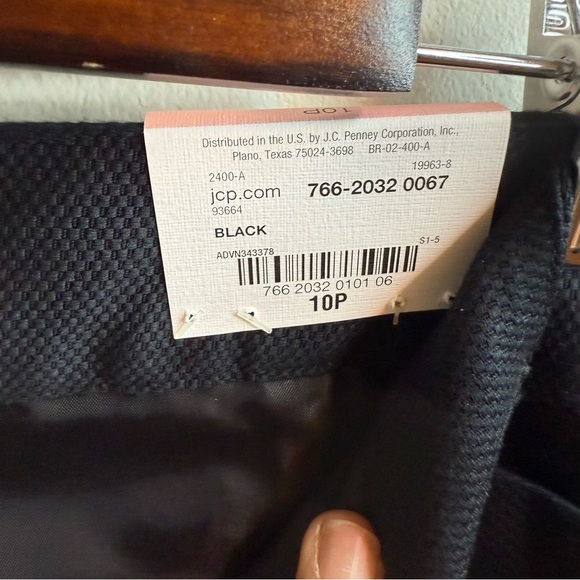 10P
Distributed in the U.S. by J.C. Penney Corporation, Inc.,
Plano, Texas 75024-3698 BR-02-400-A
2400-A 19963-8
jcp.com 766-2032 0067
93664
BLACK
ADVN343378 S1-5
766 2032 0101 06
10P